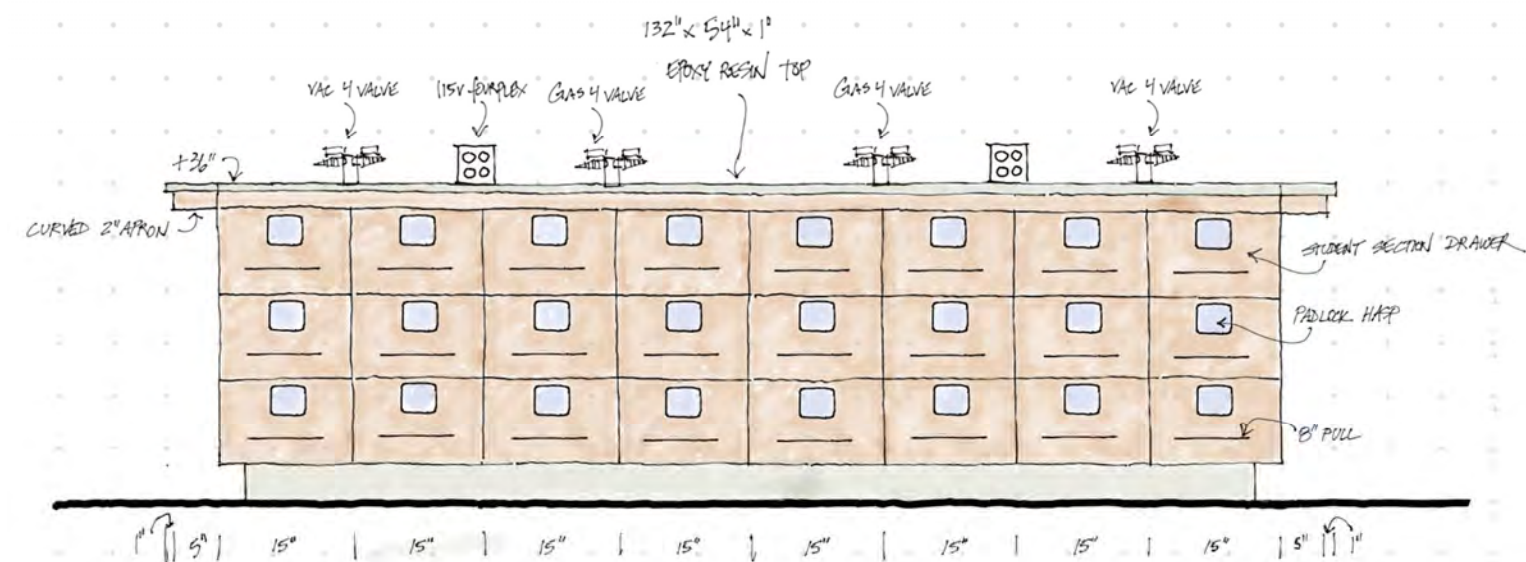 132" x 54" x 1"
EPOXY RESIN TOP
VAC 4 VALVE
115V fourplex
GAS 4 VALVE
GAS 4 VALVE
VAC 4 VALVE
+36"
CURVED 2" APRON
STUDENT SECTION DRAWER
PADLOCK HASP
8" PULL
1" 5" 15" 15" 15" 15" 15" 15" 15" 15" 5" 1"